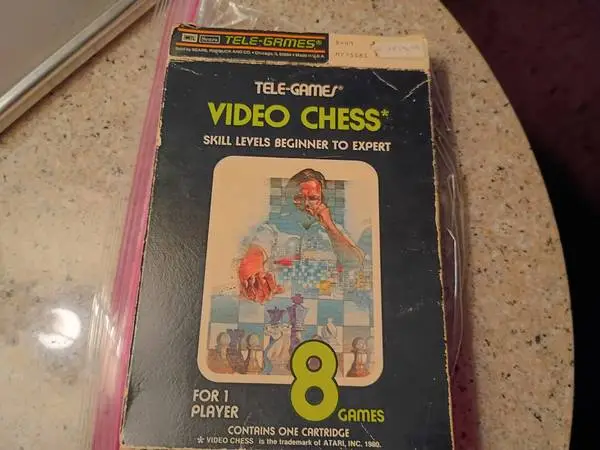 Sears TELE-GAMES®
Sold by SEARS, ROEBUCK AND CO. • Chicago, IL 60684 • Made in U.S.A.
TELE-GAMES®
VIDEO CHESS*
SKILL LEVELS BEGINNER TO EXPERT
FOR 1
PLAYER
8
GAMES
CONTAINS ONE CARTRIDGE
* VIDEO CHESS is the trademark of ATARI, INC. 1980.